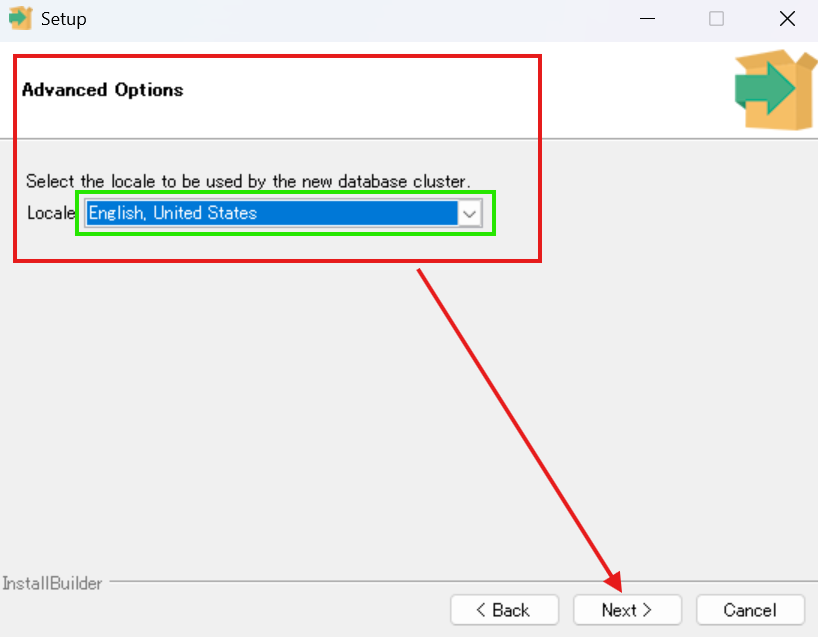 Setup
Advanced Options
Select the locale to be used by the new database cluster.
Locale English, United States
InstallBuilder
< Back Next > Cancel